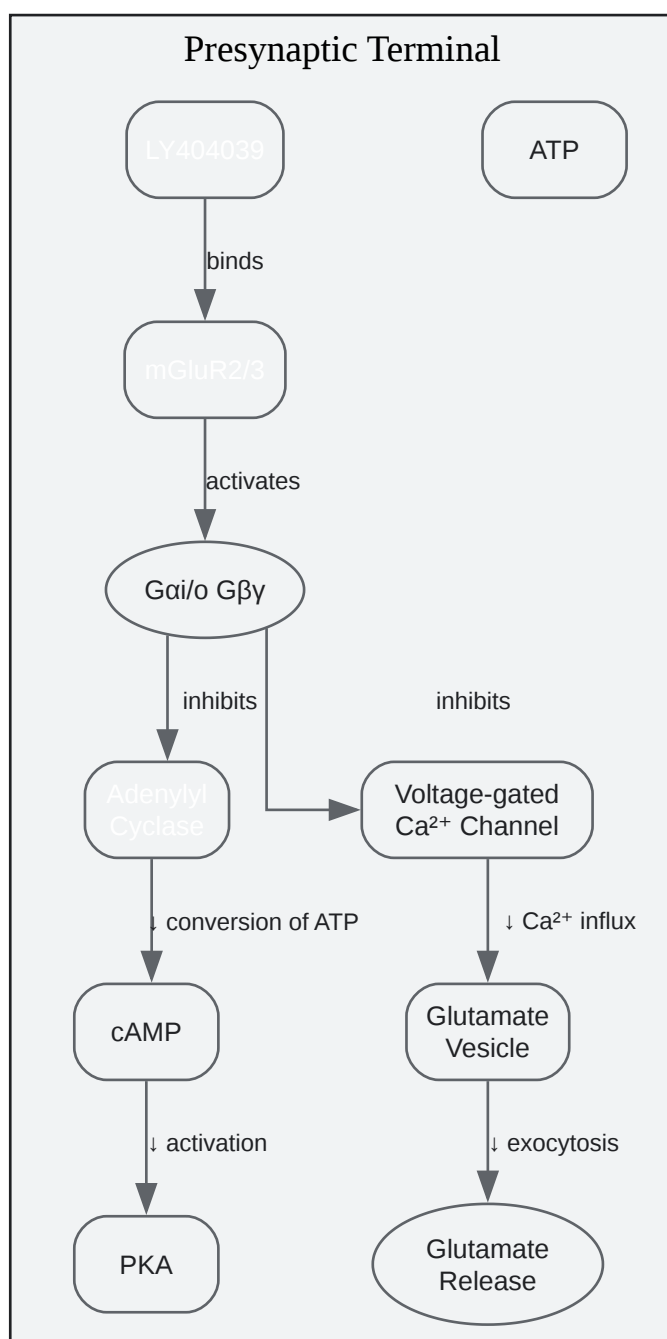 Presynaptic Terminal
LY404039
ATP
binds
mGluR2/3
activates
Gαi/o Gβγ
inhibits
inhibits
Adenylyl
Cyclase
Voltage-gated
Ca²⁺ Channel
↓ conversion of ATP
↓ Ca²⁺ influx
cAMP
Glutamate
Vesicle
↓ activation
↓ exocytosis
PKA
Glutamate
Release